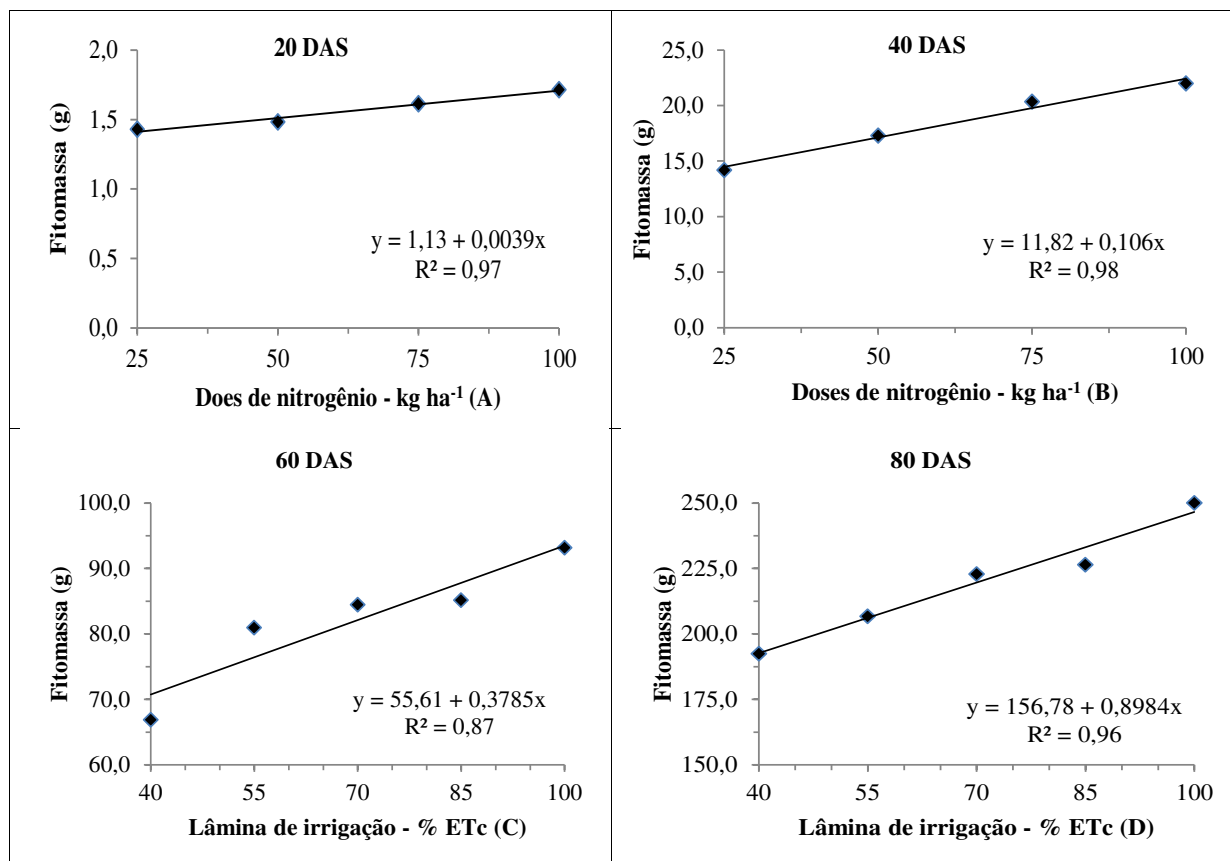 20 DAS
Fitomassa (g)
2,0
1,5
1,0
0,5
0,0
y = 1,13 + 0,0039x
R² = 0,97
25 50 75 100
Does de nitrogênio - kg ha⁻¹ (A)
40 DAS
Fitomassa (g)
25,0
20,0
15,0
10,0
5,0
0,0
y = 11,82 + 0,106x
R² = 0,98
25 50 75 100
Doses de nitrogênio - kg ha⁻¹ (B)
60 DAS
Fitomassa (g)
100,0
90,0
80,0
70,0
60,0
y = 55,61 + 0,3785x
R² = 0,87
40 55 70 85 100
Lâmina de irrigação - % ETc (C)
80 DAS
Fitomassa (g)
250,0
225,0
200,0
175,0
150,0
y = 156,78 + 0,8984x
R² = 0,96
40 55 70 85 100
Lâmina de irrigação - % ETc (D)